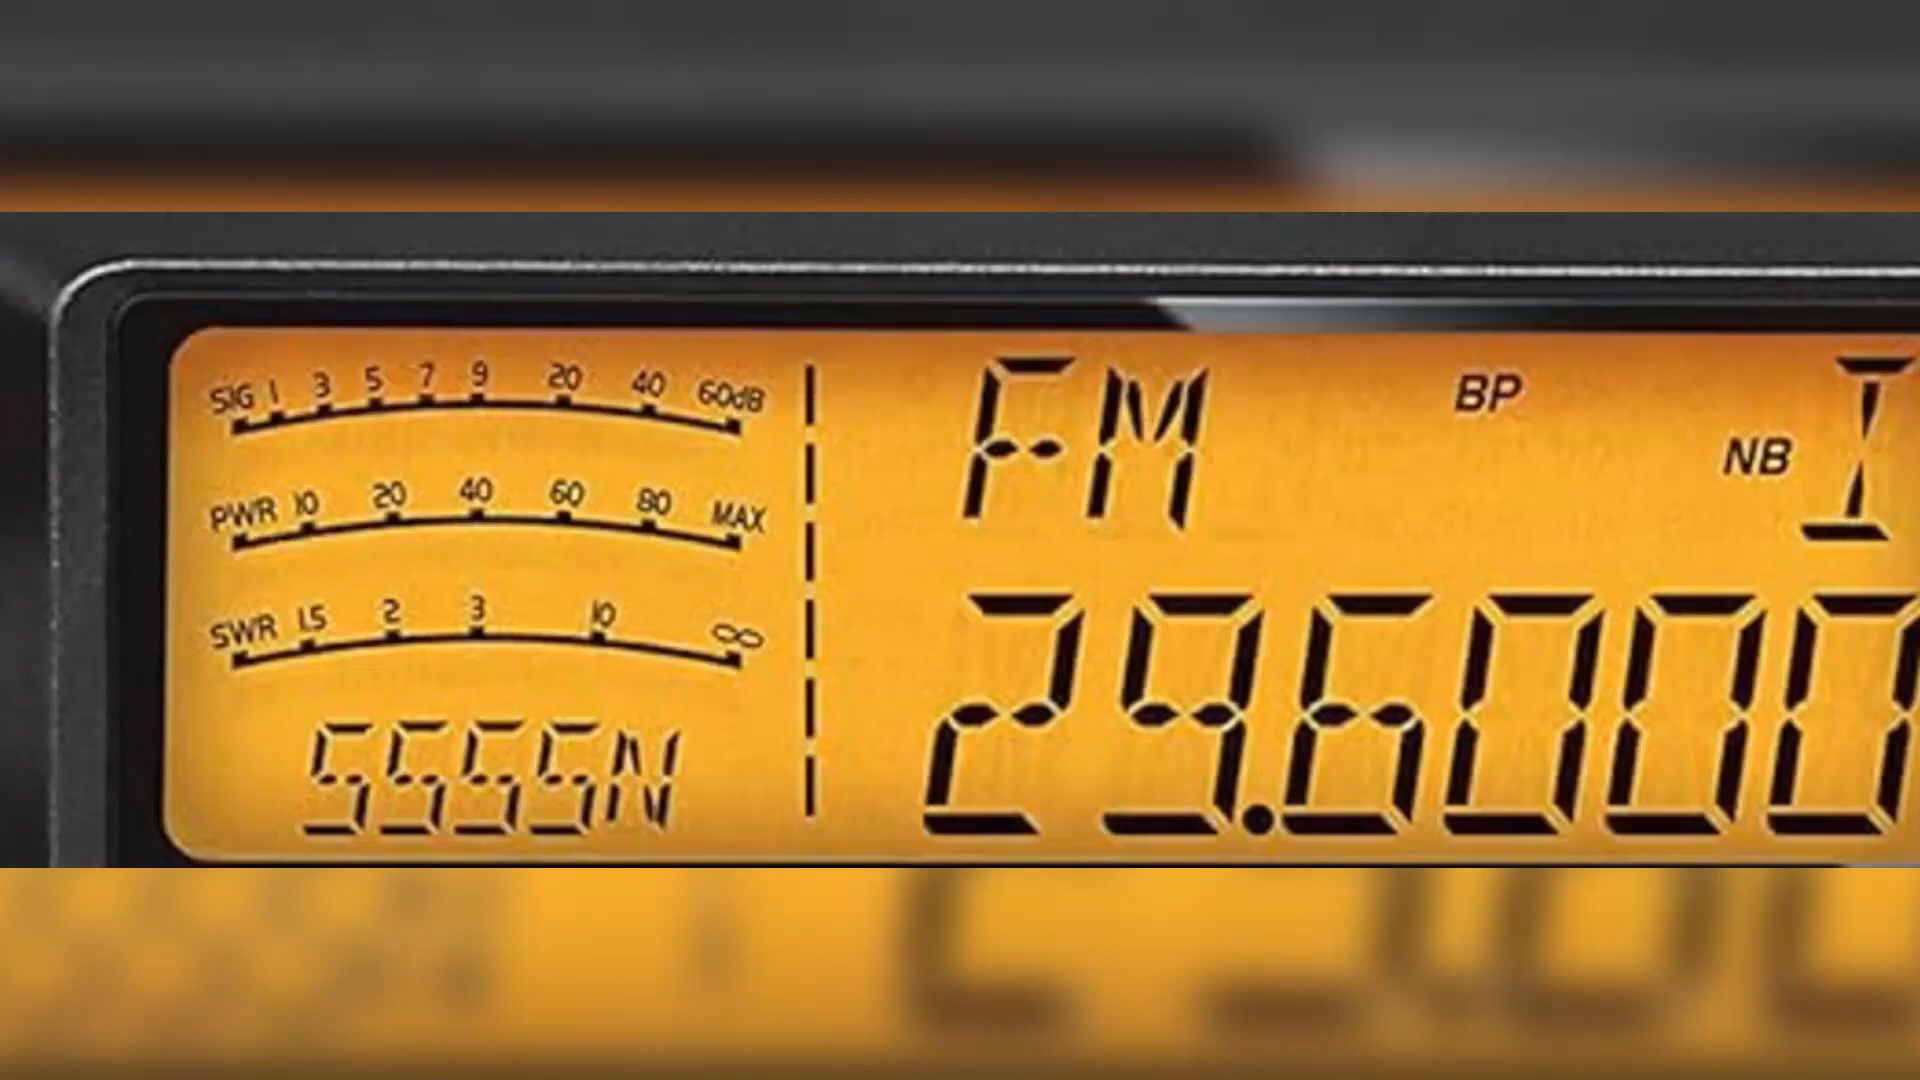 SIG 1 3 5 7 9 20 40 60dB
PWR 10 20 40 60 80 MAX
SWR 1.5 2 3 10 ∞
SSSSN
FM BP
NB I
29.6000